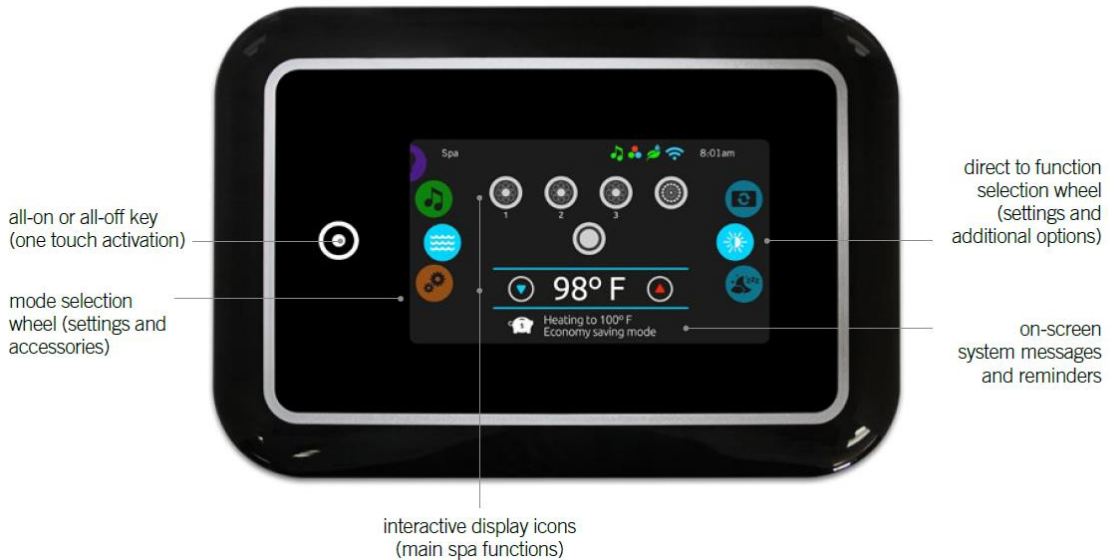 Spa
8:01am
1
2
3
98° F
Heating to 100° F
Economy saving mode
zzz
all-on or all-off key
(one touch activation)
mode selection
wheel (settings and
accessories)
direct to function
selection wheel
(settings and
additional options)
on-screen
system messages
and reminders
interactive display icons
(main spa functions)